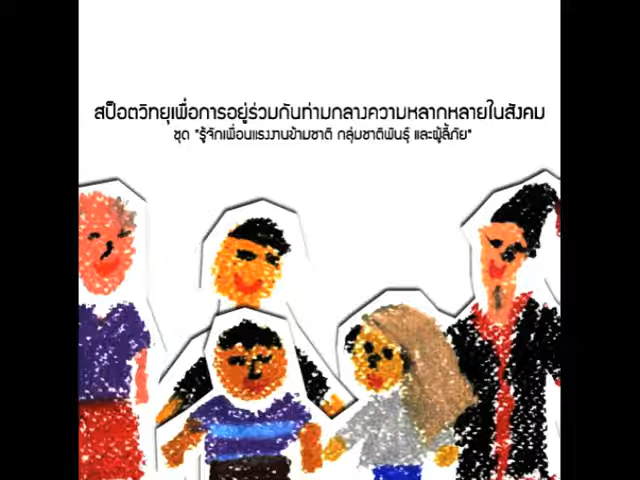 สป็อตวิทยุเพื่อการอยู่ร่วมกันท่ามกลางความหลากหลายในสังคม
ชุด "รู้จักเพื่อนแรงงานข้ามชาติ กลุ่มชาติพันธุ์ และผู้ลี้ภัย"